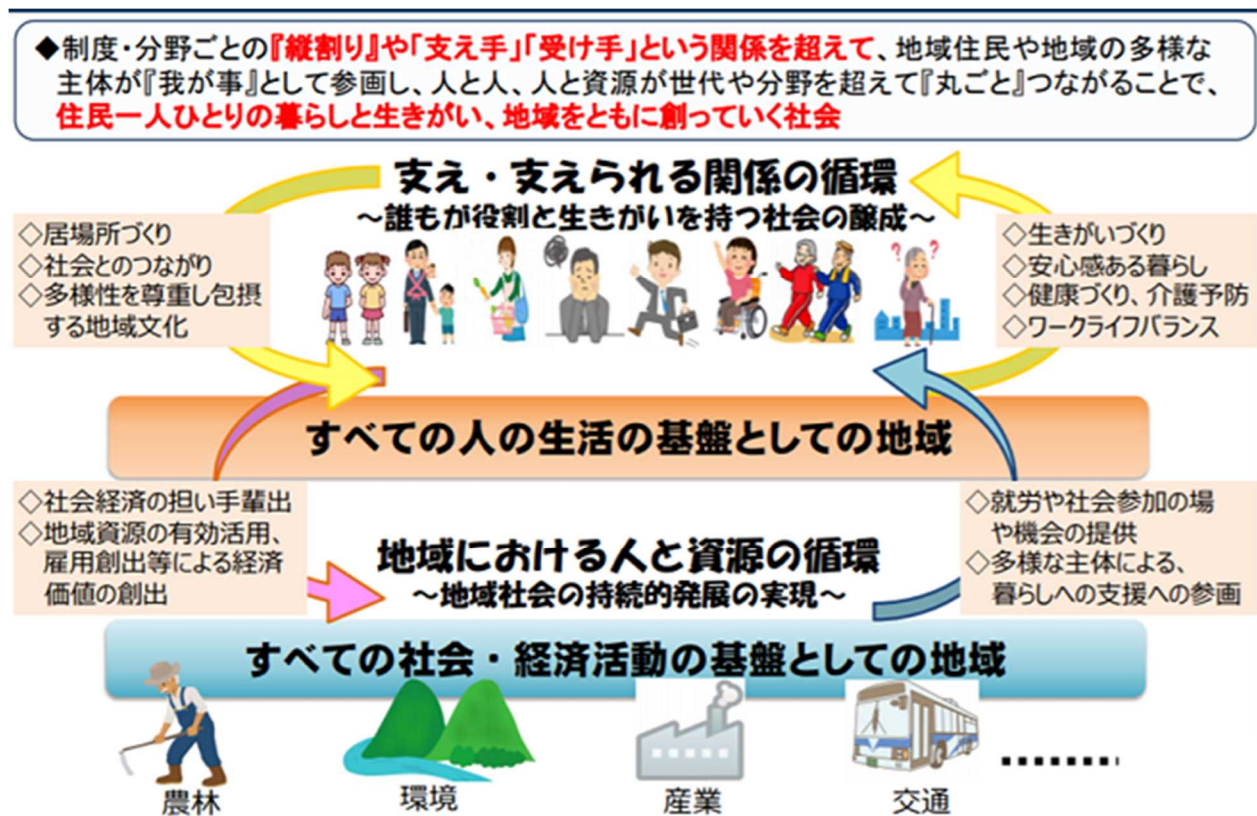 ◆制度・分野ごとの『縦割り』や「支え手」「受け手」という関係を超えて、地域住民や地域の多様な
主体が『我が事』として参画し、人と人、人と資源が世代や分野を超えて『丸ごと』つながることで、
住民一人ひとりの暮らしと生きがい、地域をともに創っていく社会
支え・支えられる関係の循環
～誰もが役割と生きがいを持つ社会の醸成～
◇居場所づくり
◇社会とのつながり
◇多様性を尊重し包摂
する地域文化
◇生きがいづくり
◇安心感ある暮らし
◇健康づくり、介護予防
◇ワークライフバランス
? ?
すべての人の生活の基盤としての地域
◇社会経済の担い手輩出
◇地域資源の有効活用、
雇用創出等による経済
価値の創出
地域における人と資源の循環
～地域社会の持続的発展の実現～
◇就労や社会参加の場
や機会の提供
◇多様な主体による、
暮らしへの支援への参画
すべての社会・経済活動の基盤としての地域
農林
環境
産業
交通